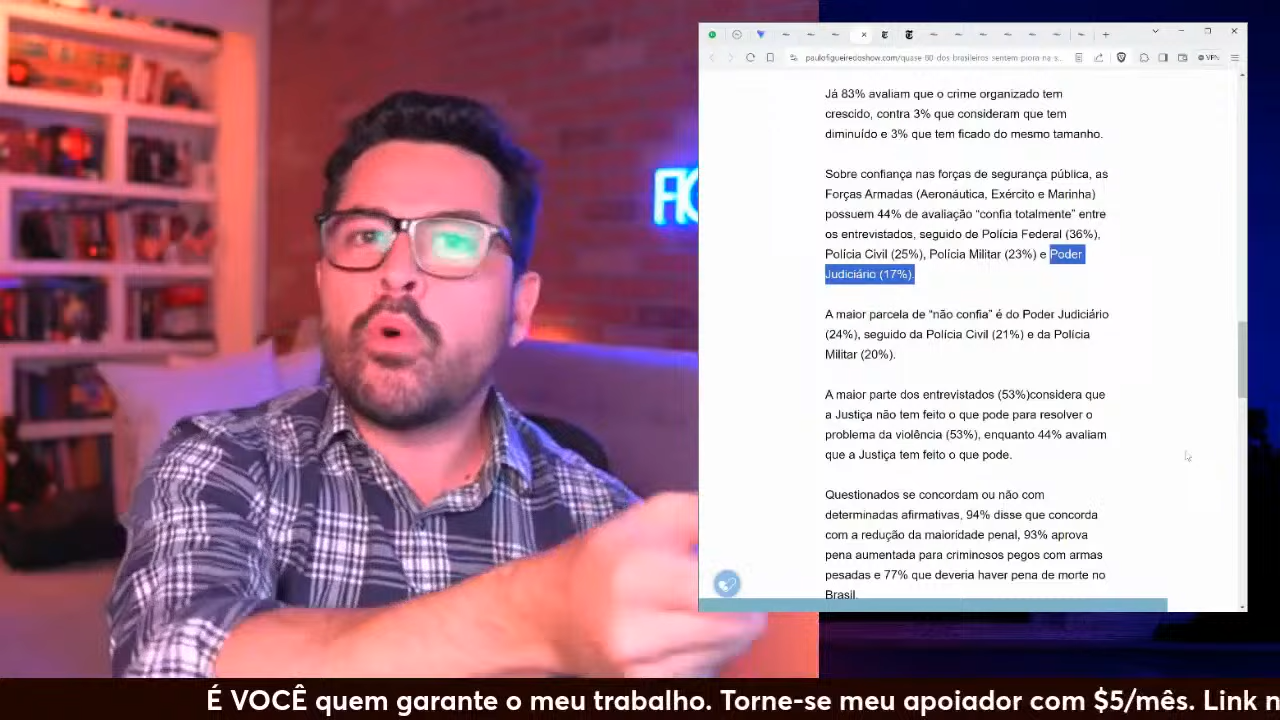 FIG
paulofigueiredoshow.com/quase-80-dos-brasileiros-sentem-piora-na-s...
VPN
Já 83% avaliam que o crime organizado tem
crescido, contra 3% que consideram que tem
diminuído e 3% que tem ficado do mesmo tamanho.
Sobre confiança nas forças de segurança pública, as
Forças Armadas (Aeronáutica, Exército e Marinha)
possuem 44% de avaliação “confia totalmente” entre
os entrevistados, seguido de Polícia Federal (36%),
Polícia Civil (25%), Polícia Militar (23%) e Poder
Judiciário (17%).
A maior parcela de “não confia” é do Poder Judiciário
(24%), seguido da Polícia Civil (21%) e da Polícia
Militar (20%).
A maior parte dos entrevistados (53%)considera que
a Justiça não tem feito o que pode para resolver o
problema da violência (53%), enquanto 44% avaliam
que a Justiça tem feito o que pode.
Questionados se concordam ou não com
determinadas afirmativas, 94% disse que concorda
com a redução da maioridade penal, 93% aprova
pena aumentada para criminosos pegos com armas
pesadas e 77% que deveria haver pena de morte no
Brasil.
É VOCÊ quem garante o meu trabalho. Torne-se meu apoiador com $5/mês. Link n